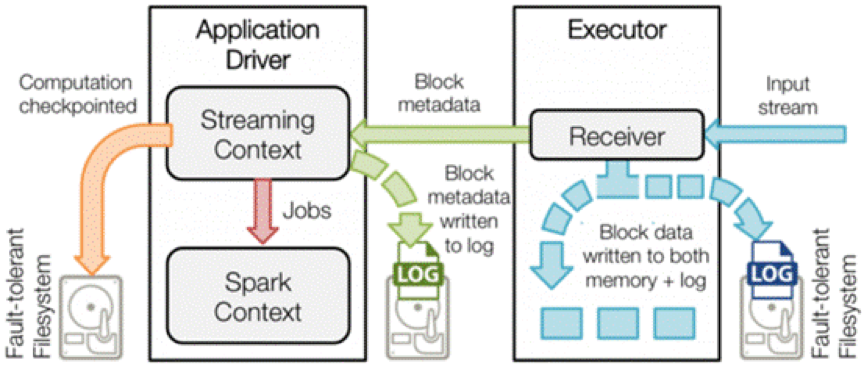 Application
Driver
Executor
Computation
checkpointed
Block
metadata
Input
stream
Streaming
Context
Receiver
Block
metadata
written
to log
Jobs
Block data
written to both
memory + log
Spark
Context
LOG
LOG
Fault-tolerant
Filesystem
Fault-tolerant
Filesystem